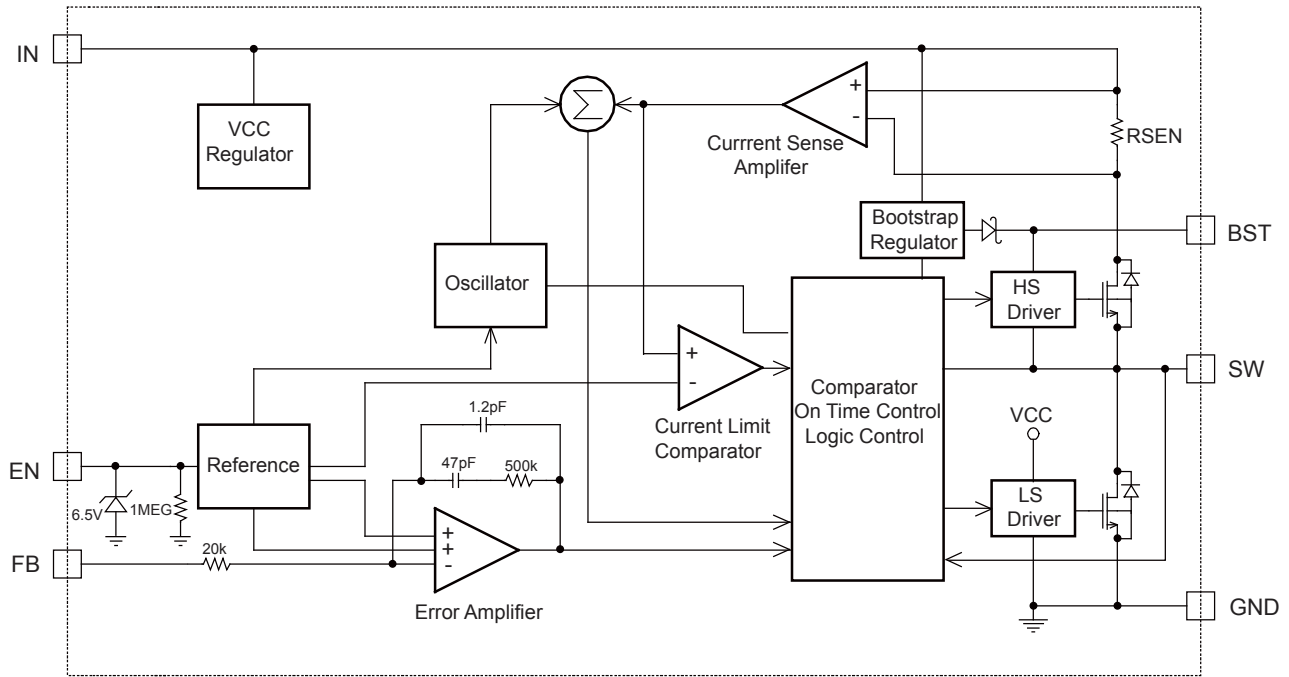 IN
VCC
Regulator
Σ
+
-
Currrent Sense
Amplifer
RSEN
Bootstrap
Regulator
BST
Oscillator
HS
Driver
+
-
Current Limit
Comparator
Comparator
On Time Control
Logic Control
SW
VCC
1.2pF
47pF
500k
EN
Reference
6.5V
1MEG
LS
Driver
FB
20k
+
+
-
Error Amplifier
GND